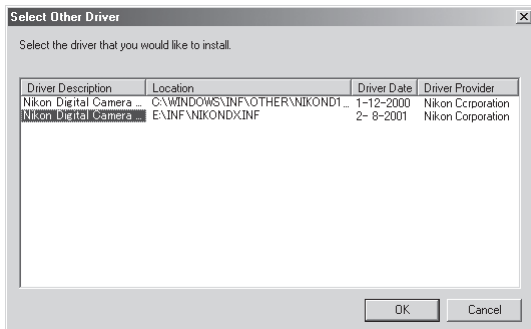 Select Other Driver
Select the driver that you would like to install.
Driver Description Location Driver Date Driver Provider
Nikon Digital Camera ... C:\WINDOWS\INF\OTHER\NIKOND1... 1-12-2000 Nikon Corporation
Nikon Digital Camera ... E:\INF\NIKONDX.INF 2- 8-2001 Nikon Corporation
OK Cancel